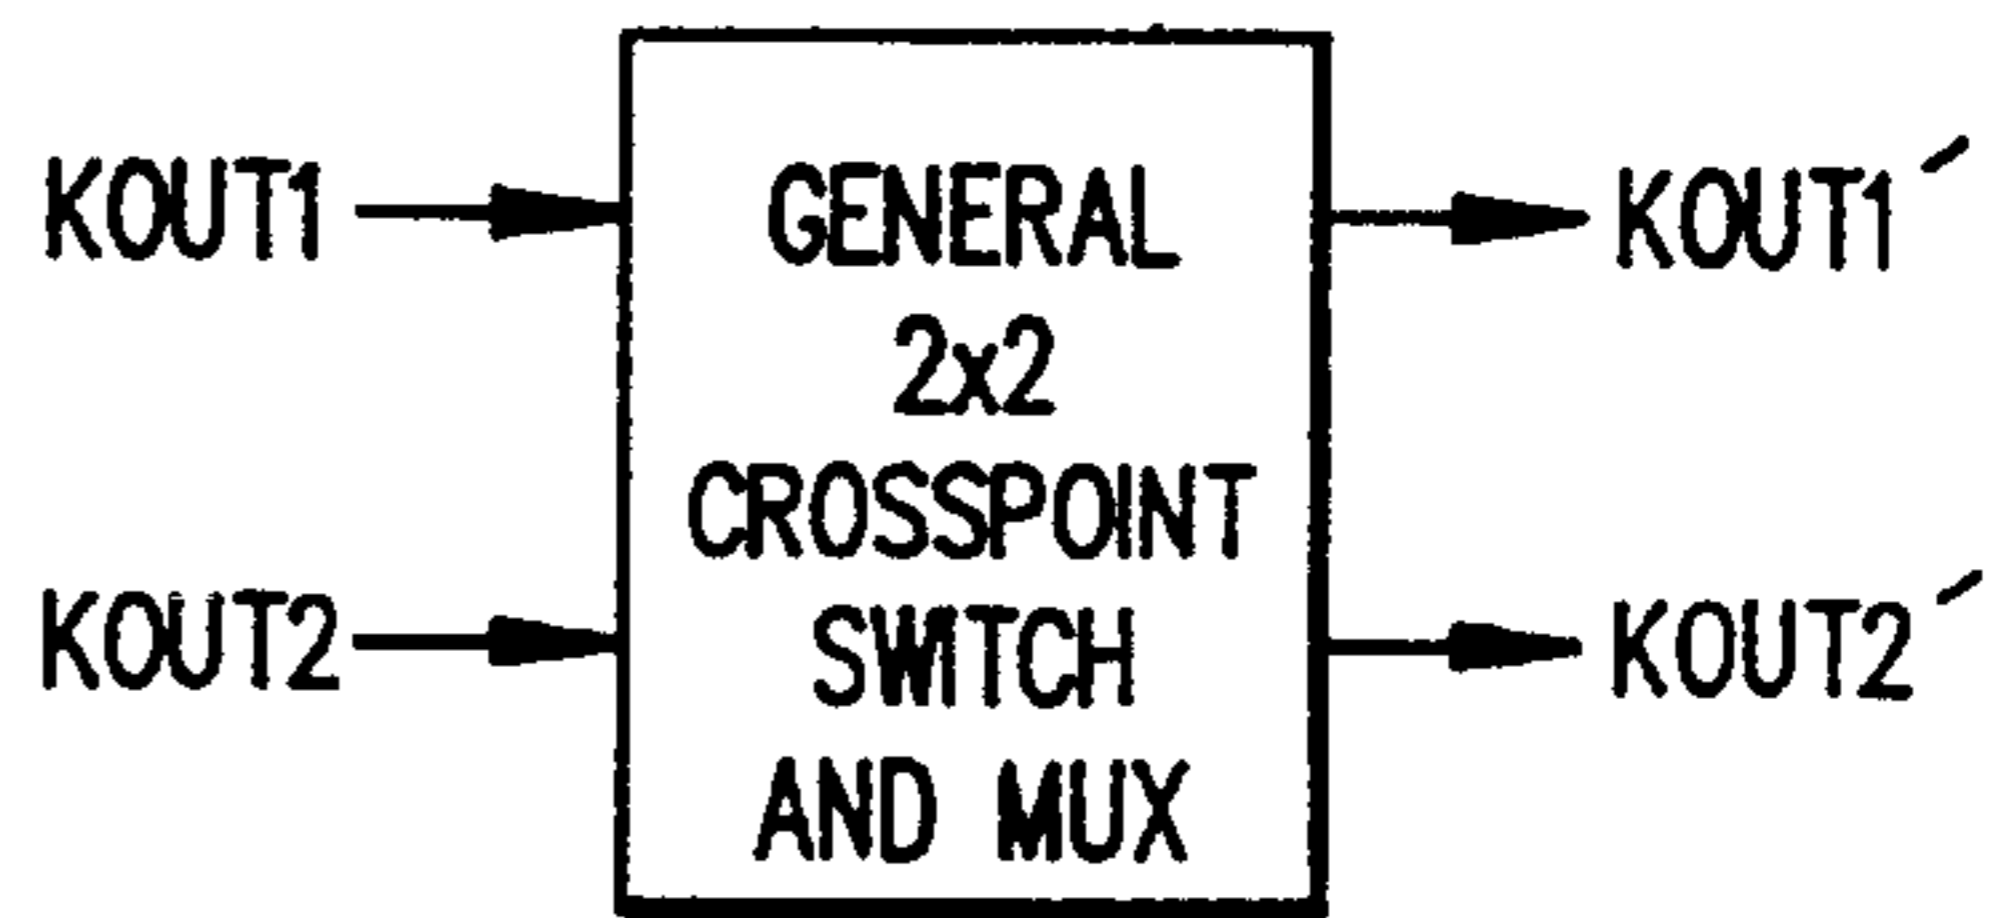 KOUT1
KOUT2
GENERAL
2x2
CROSSPOINT
SWITCH
AND MUX
KOUT1′
KOUT2′